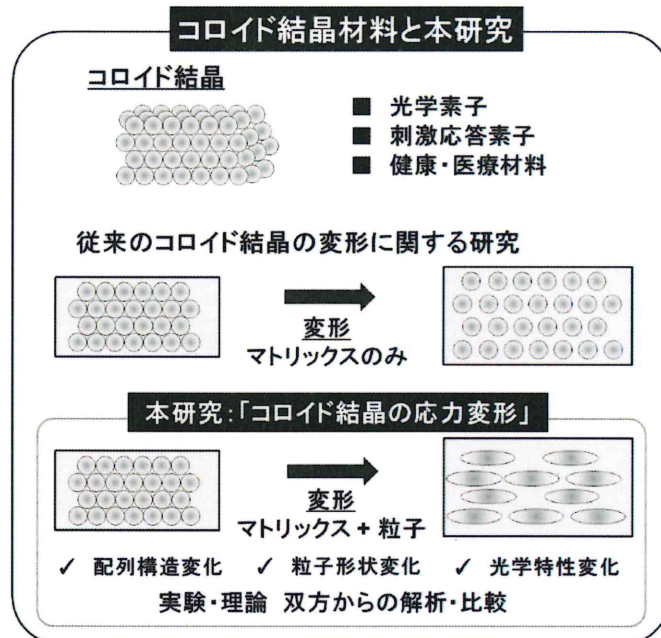 コロイド結晶材料と本研究
コロイド結晶
■ 光学素子
■ 刺激応答素子
■ 健康・医療材料
従来のコロイド結晶の変形に関する研究
変形
マトリックスのみ
本研究:「コロイド結晶の応力変形」
変形
マトリックス + 粒子
✓ 配列構造変化 ✓ 粒子形状変化 ✓ 光学特性変化
実験・理論 双方からの解析・比較